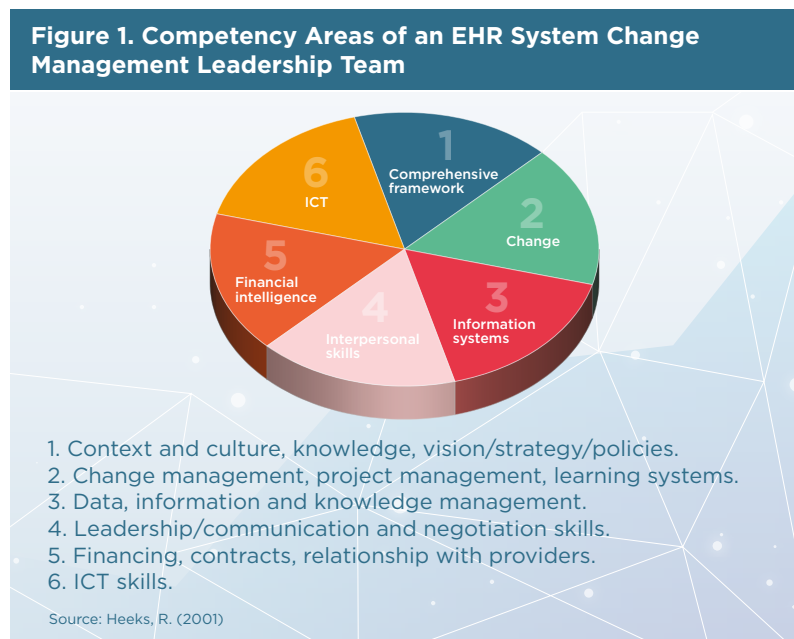 Figure 1. Competency Areas of an EHR System Change
Management Leadership Team
1
Comprehensive
framework
2
Change
3
Information
systems
4
Interpersonal
skills
5
Financial
intelligence
6
ICT
1. Context and culture, knowledge, vision/strategy/policies.
2. Change management, project management, learning systems.
3. Data, information and knowledge management.
4. Leadership/communication and negotiation skills.
5. Financing, contracts, relationship with providers.
6. ICT skills.
Source: Heeks, R. (2001)